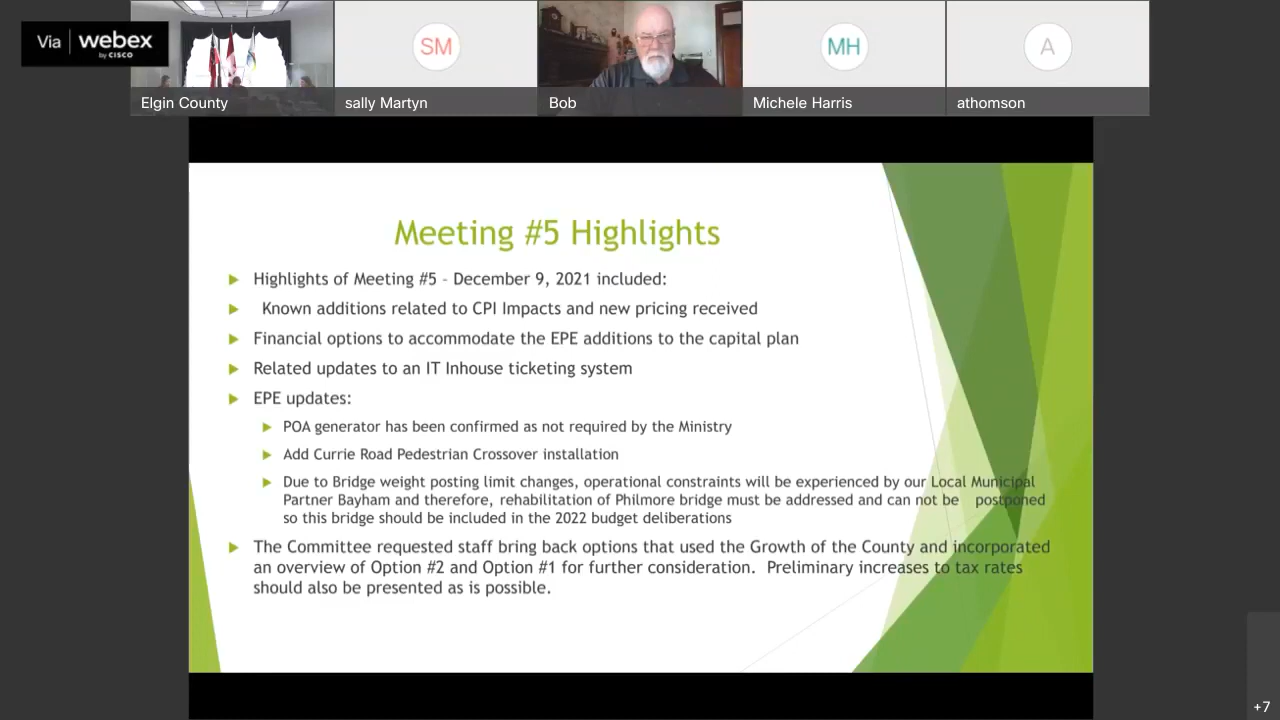 Via webex
by CISCO
Elgin County
SM
sally Martyn
Bob
MH
Michele Harris
A
athomson
Meeting #5 Highlights
Highlights of Meeting #5 - December 9, 2021 included:
Known additions related to CPI Impacts and new pricing received
Financial options to accommodate the EPE additions to the capital plan
Related updates to an IT Inhouse ticketing system
EPE updates:
POA generator has been confirmed as not required by the Ministry
Add Currie Road Pedestrian Crossover installation
Due to Bridge weight posting limit changes, operational constraints will be experienced by our Local Municipal
Partner Bayham and therefore, rehabilitation of Philmore bridge must be addressed and can not be postponed
so this bridge should be included in the 2022 budget deliberations
The Committee requested staff bring back options that used the Growth of the County and incorporated
an overview of Option #2 and Option #1 for further consideration. Preliminary increases to tax rates
should also be presented as is possible.
+7